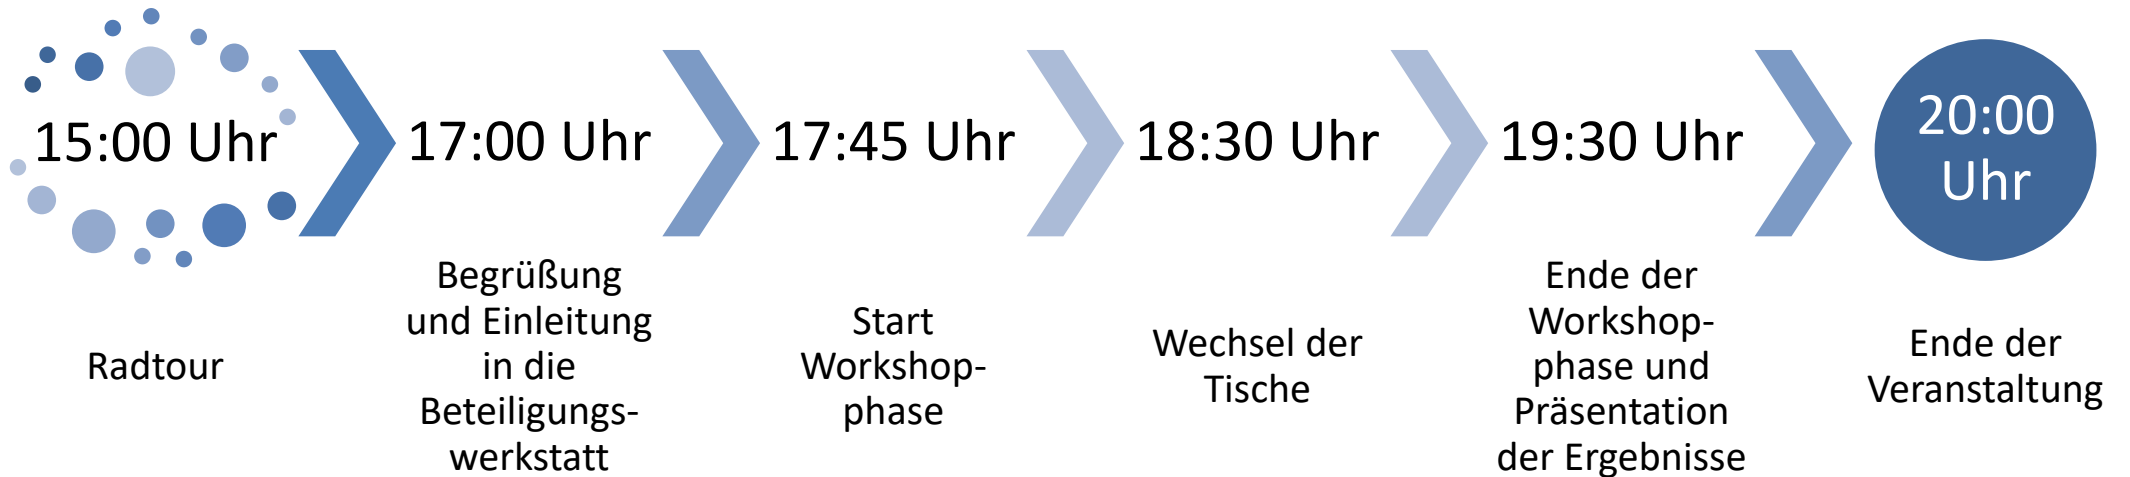 15:00 Uhr
Radtour
17:00 Uhr
Begrüßung
und Einleitung
in die
Beteiligungs-
werkstatt
17:45 Uhr
Start
Workshop-
phase
18:30 Uhr
Wechsel der
Tische
19:30 Uhr
Ende der
Workshop-
phase und
Präsentation
der Ergebnisse
20:00
Uhr
Ende der
Veranstaltung